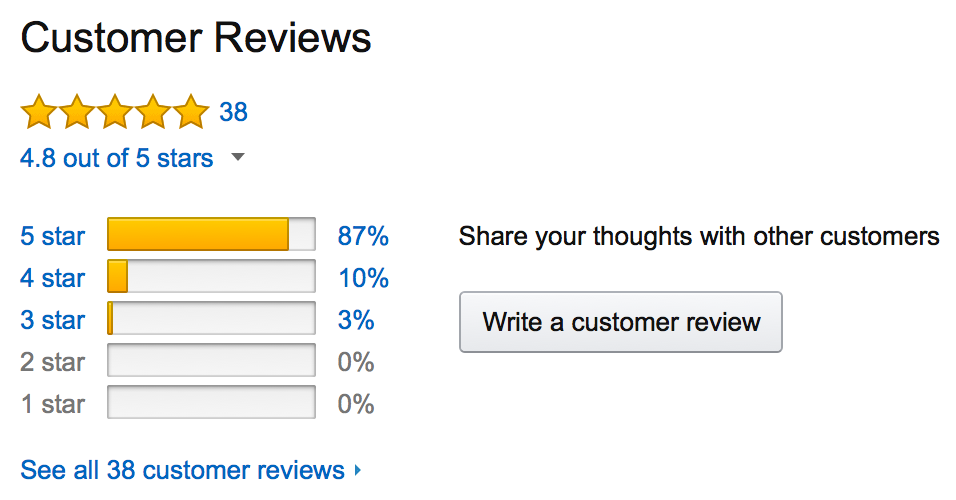 Customer Reviews
38
4.8 out of 5 stars
5 star 87%
4 star 10%
3 star 3%
2 star 0%
1 star 0%
Share your thoughts with other customers
Write a customer review
See all 38 customer reviews